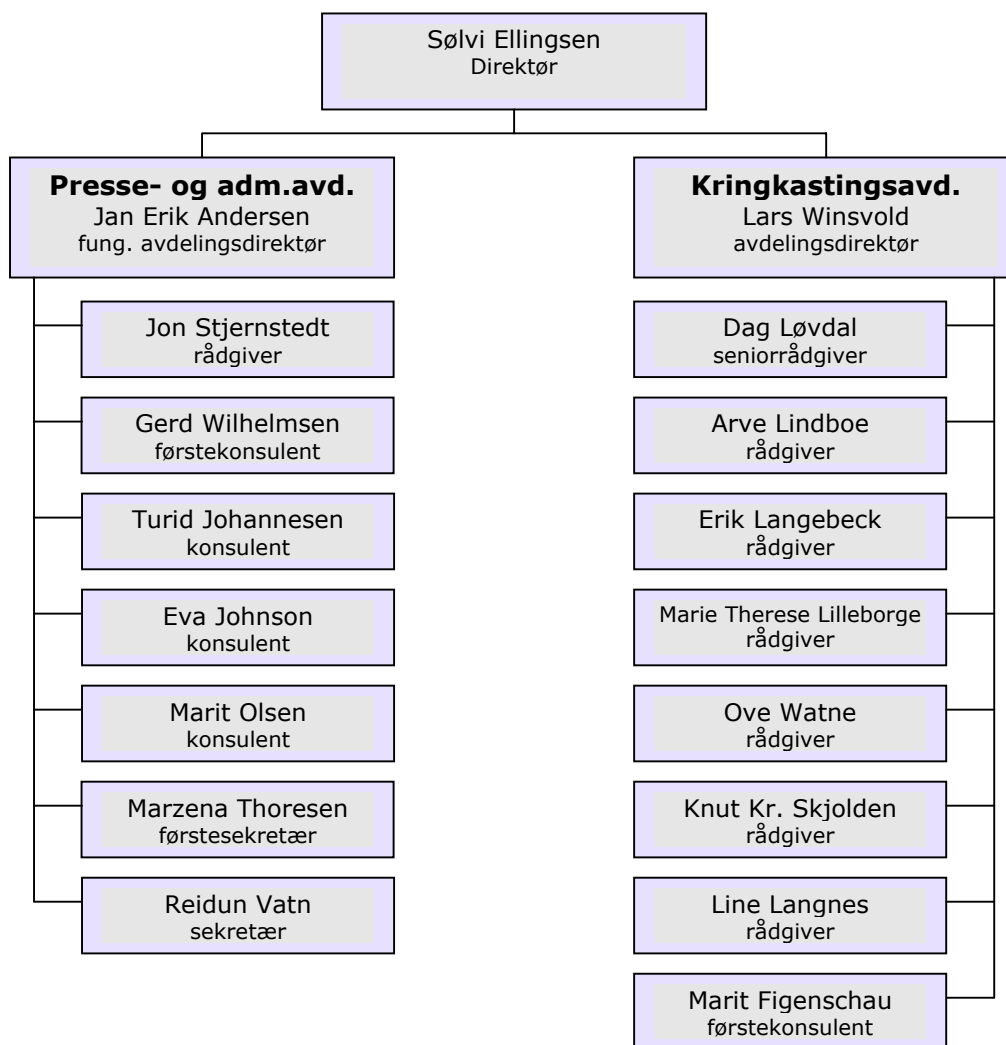 Sølvi Ellingsen
Direktør
Presse- og adm.avd.
Jan Erik Andersen
fung. avdelingsdirektør
Jon Stjernstedt
rådgiver
Gerd Wilhelmsen
førstekonsulent
Turid Johannesen
konsulent
Eva Johnson
konsulent
Marit Olsen
konsulent
Marzena Thoresen
førstesekretær
Reidun Vatn
sekretær
Kringkastingsavd.
Lars Winsvold
avdelingsdirektør
Dag Løvdal
seniorrådgiver
Arve Lindboe
rådgiver
Erik Langebeck
rådgiver
Marie Therese Lilleborge
rådgiver
Ove Watne
rådgiver
Knut Kr. Skjolden
rådgiver
Line Langnes
rådgiver
Marit Figenschau
førstekonsulent